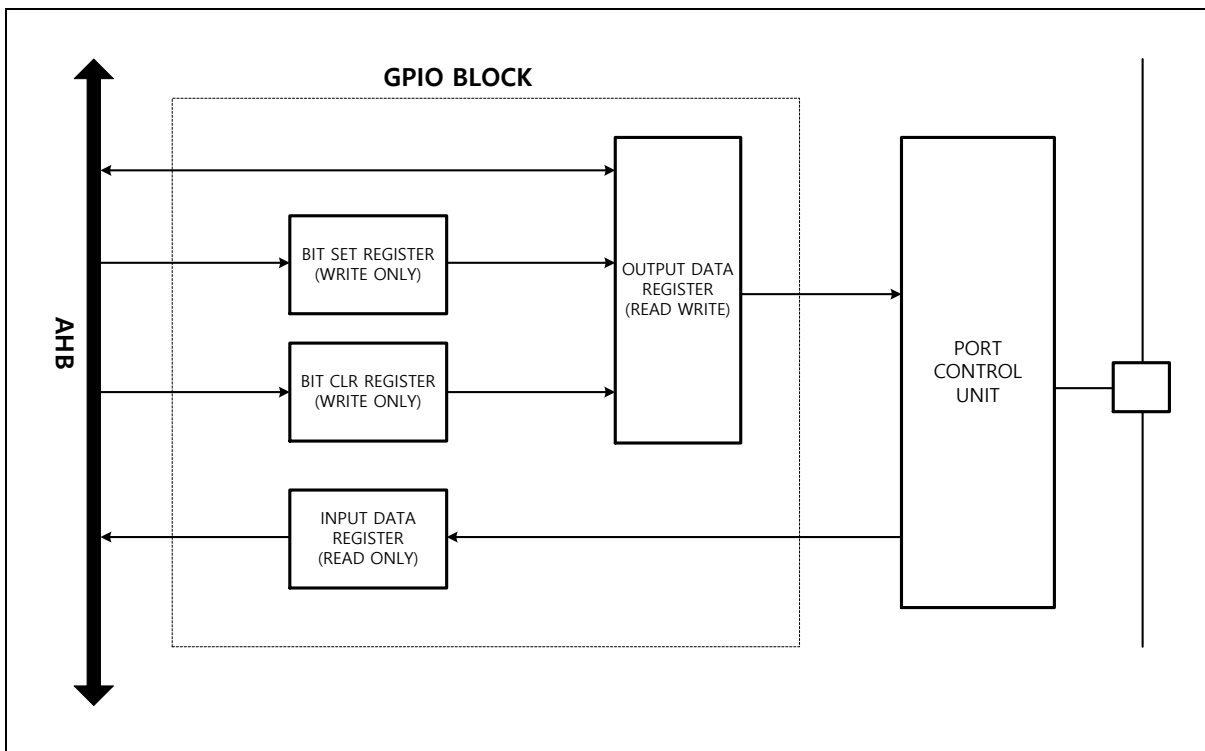 GPIO BLOCK
AHB
BIT SET REGISTER
(WRITE ONLY)
BIT CLR REGISTER
(WRITE ONLY)
INPUT DATA
REGISTER
(READ ONLY)
OUTPUT DATA
REGISTER
(READ WRITE)
PORT
CONTROL
UNIT